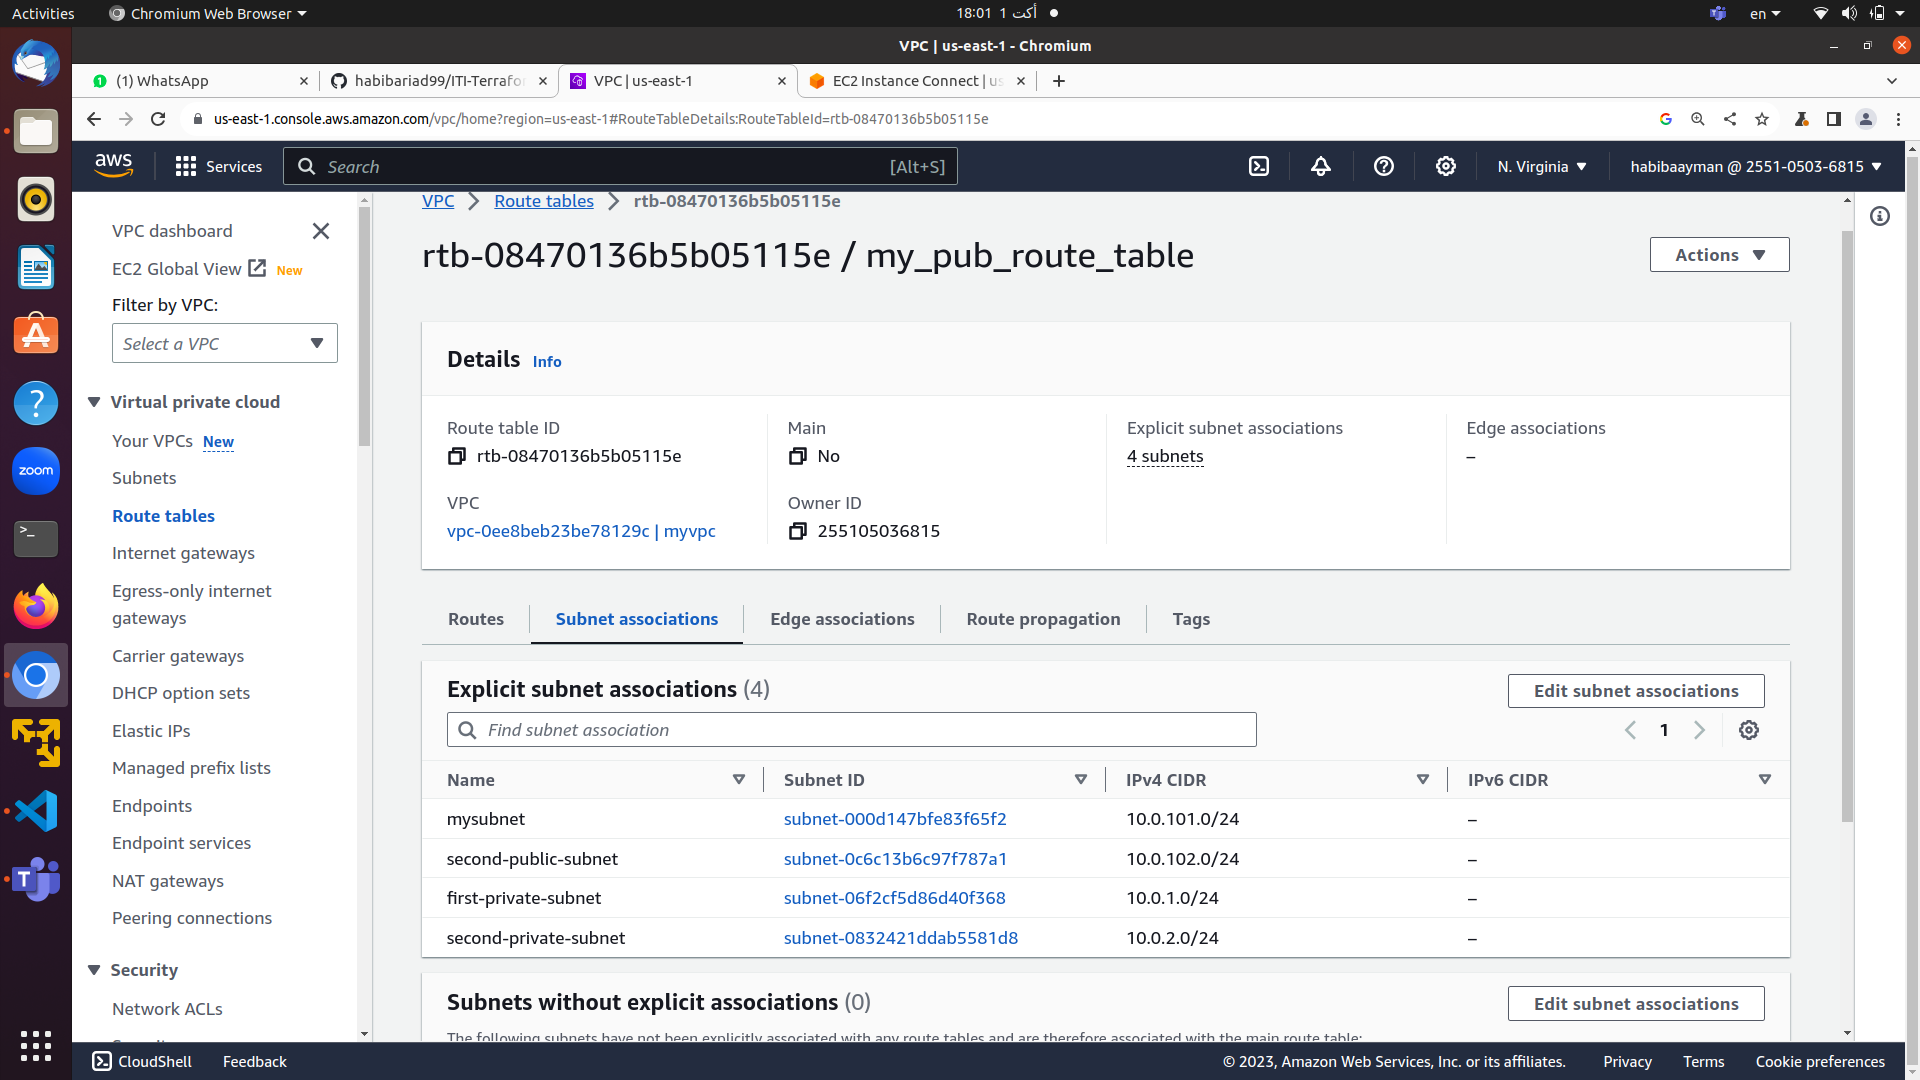 Activities
Chromium Web Browser
18:01 1 أكت
en
VPC | us-east-1 - Chromium
(1) WhatsApp
habibariad99/ITI-Terrafor
VPC | us-east-1
EC2 Instance Connect | us
us-east-1.console.aws.amazon.com/vpc/home?region=us-east-1#RouteTableDetails:RouteTableId=rtb-08470136b5b05115e
aws
Services
Search
[Alt+S]
N. Virginia
habibaayman @ 2551-0503-6815
VPC dashboard
EC2 Global View New
Filter by VPC:
Select a VPC
Virtual private cloud
Your VPCs New
Subnets
Route tables
Internet gateways
Egress-only internet
gateways
Carrier gateways
DHCP option sets
Elastic IPs
Managed prefix lists
Endpoints
Endpoint services
NAT gateways
Peering connections
Security
Network ACLs
VPC > Route tables > rtb-08470136b5b05115e
rtb-08470136b5b05115e / my_pub_route_table
Actions
Details Info
Route table ID
rtb-08470136b5b05115e
Main
No
Explicit subnet associations
4 subnets
Edge associations
–
VPC
vpc-0ee8beb23be78129c | myvpc
Owner ID
255105036815
Routes
Subnet associations
Edge associations
Route propagation
Tags
Explicit subnet associations (4)
Edit subnet associations
Find subnet association
1
Name Subnet ID IPv4 CIDR IPv6 CIDR
mysubnet subnet-000d147bfe83f65f2 10.0.101.0/24 –
second-public-subnet subnet-0c6c13b6c97f787a1 10.0.102.0/24 –
first-private-subnet subnet-06f2cf5d86d40f368 10.0.1.0/24 –
second-private-subnet subnet-0832421ddab5581d8 10.0.2.0/24 –
Subnets without explicit associations (0)
Edit subnet associations
The following subnets have not been explicitly associated with any route tables and are therefore associated with the main route table:
zoom
CloudShell
Feedback
© 2023, Amazon Web Services, Inc. or its affiliates.
Privacy
Terms
Cookie preferences